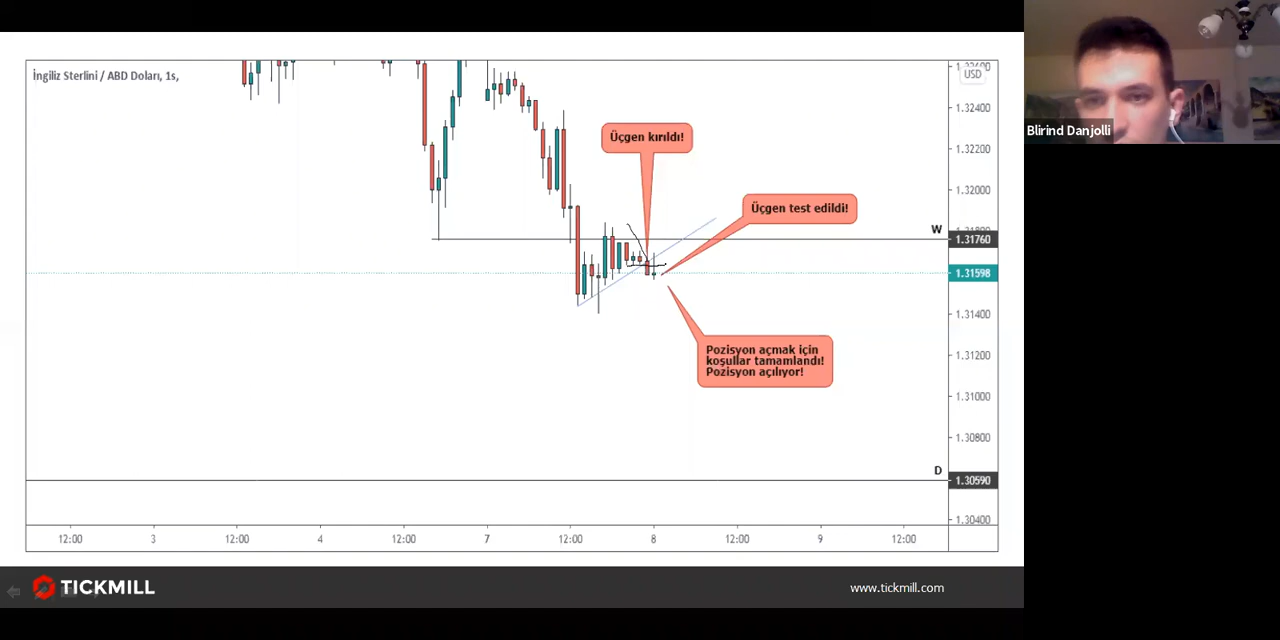 İngiliz Sterlini / ABD Doları, 1s,
USD
1.32400
1.32200
1.32000
1.31760
1.31598
1.31400
1.31200
1.31000
1.30800
1.30590
1.30400
W
D
Üçgen kırıldı!
Üçgen test edildi!
Pozisyon açmak için
koşullar tamamlandı!
Pozisyon açılıyor!
12:00
3
12:00
4
12:00
7
12:00
8
12:00
9
12:00
TICKMILL
www.tickmill.com
Blirind Danjolli